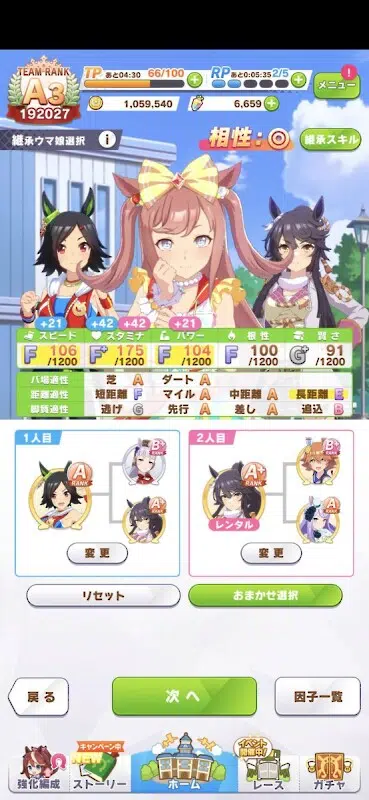 TEAM RANK
A3
192027
TP あと04:30 66/100
RP あと0:05:35 2/5
メニュー
1,059,540
6,659
継承ウマ娘選択
相性:◎
継承スキル
+21 +42 +42 +21
スピード スタミナ パワー 根性 賢さ
F 106 /1200 F+ 175 /1200 F 104 /1200 F 100 /1200 G+ 91 /1200
バ場適性 芝 A ダート A
距離適性 短距離 F マイル A 中距離 A 長距離 E
脚質適性 逃げ G 先行 A 差し A 追込 B
1人目
A RANK
B+ RANK
A RANK
変更
2人目
A+ RANK
レンタル
B+ RANK
変更
リセット
おまかせ選択
戻る
次へ
因子一覧
強化編成
NEW
キャンペーン中
ストーリー
ホーム
イベント開催中!
レース
ガチャ